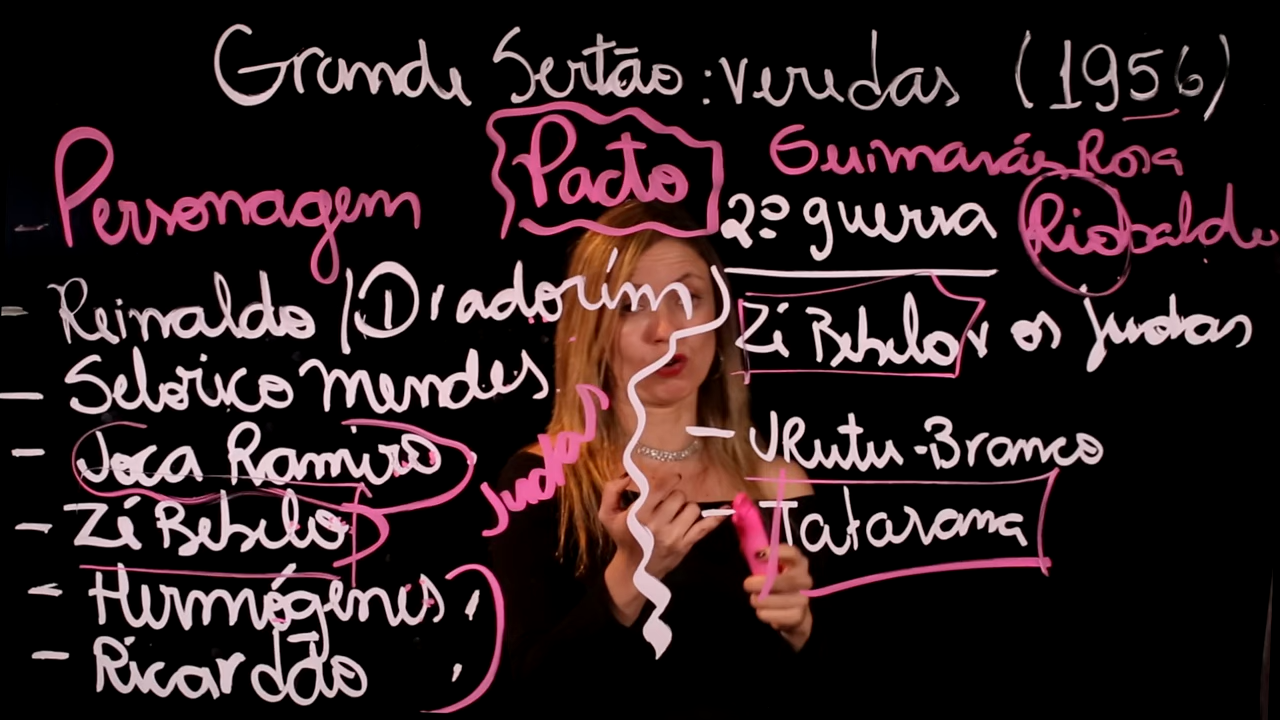 Grande Sertão: veredas (1956)
Pacto
Guimarães Rosa
Personagem
2ª guerra
Riobaldo
- Reinaldo / Diadorim
Zé Bebelo x os judas
- Selorico Mendes
- Joca Ramiro
- Urutu-Branco
Judas
- Zé Bebelo
- Tatarana
- Hermógenes
- Ricardão